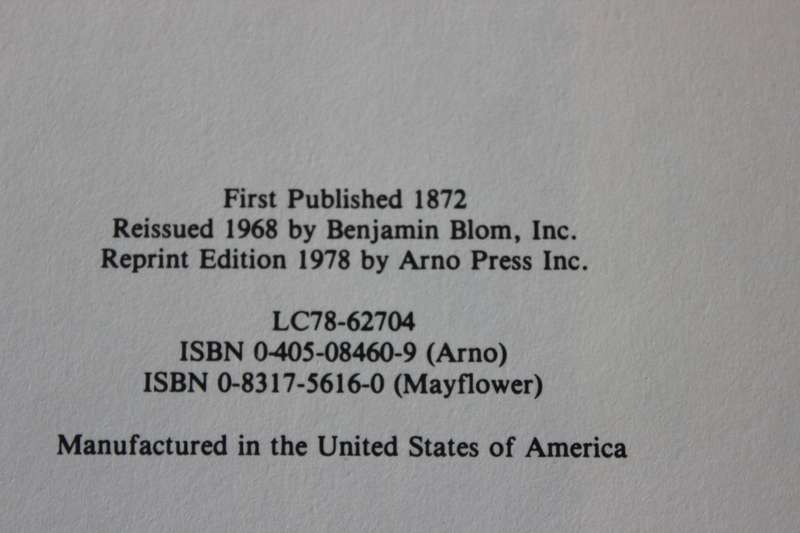 First Published 1872
Reissued 1968 by Benjamin Blom, Inc.
Reprint Edition 1978 by Arno Press Inc.
LC78-62704
ISBN 0-405-08460-9 (Arno)
ISBN 0-8317-5616-0 (Mayflower)
Manufactured in the United States of America